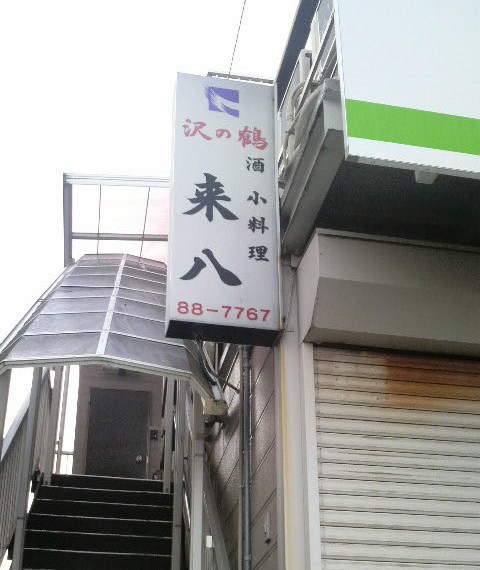 沢の鶴
酒 小料理
来八
88-7767